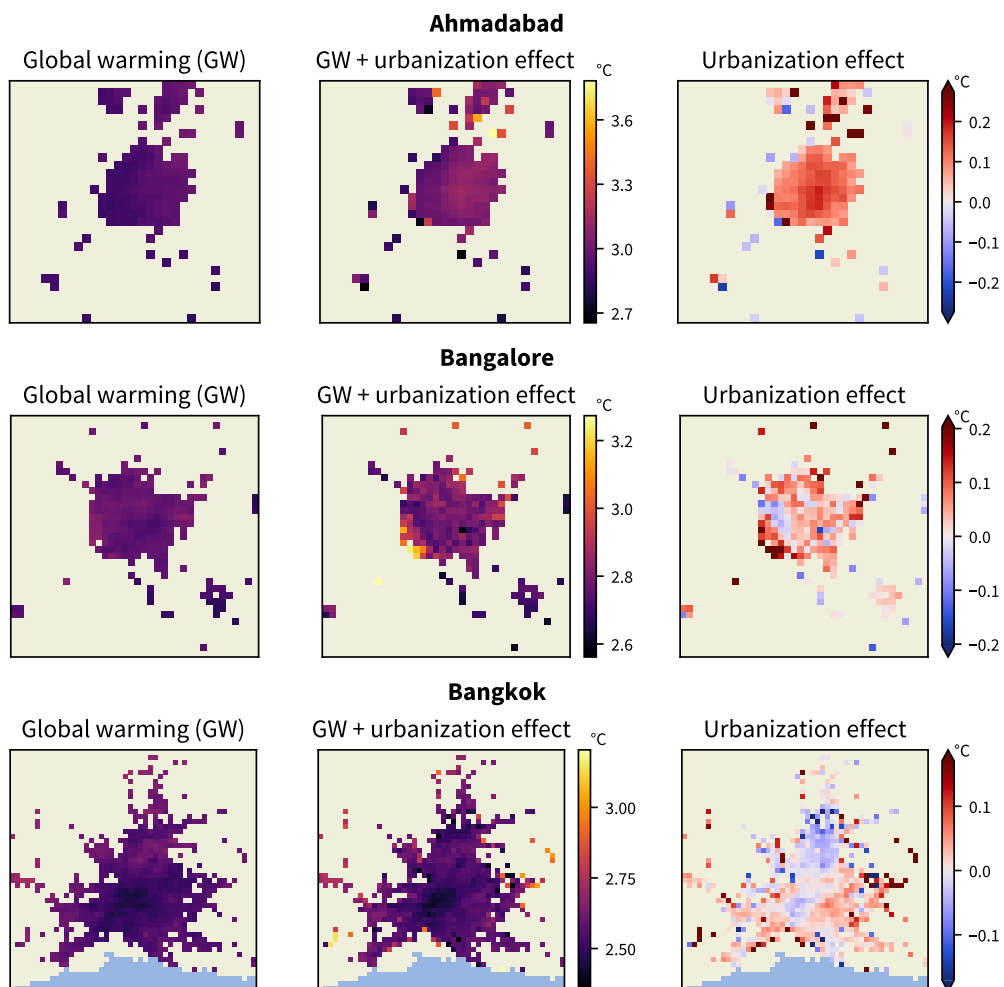 Ahmadabad
Global warming (GW)
GW + urbanization effect
Urbanization effect
°C
3.6
3.3
3.0
2.7
°C
0.2
0.1
0.0
−0.1
−0.2
Bangalore
Global warming (GW)
GW + urbanization effect
Urbanization effect
°C
3.2
3.0
2.8
2.6
°C
0.2
0.1
0.0
−0.1
−0.2
Bangkok
Global warming (GW)
GW + urbanization effect
Urbanization effect
°C
3.00
2.75
2.50
°C
0.1
0.0
−0.1